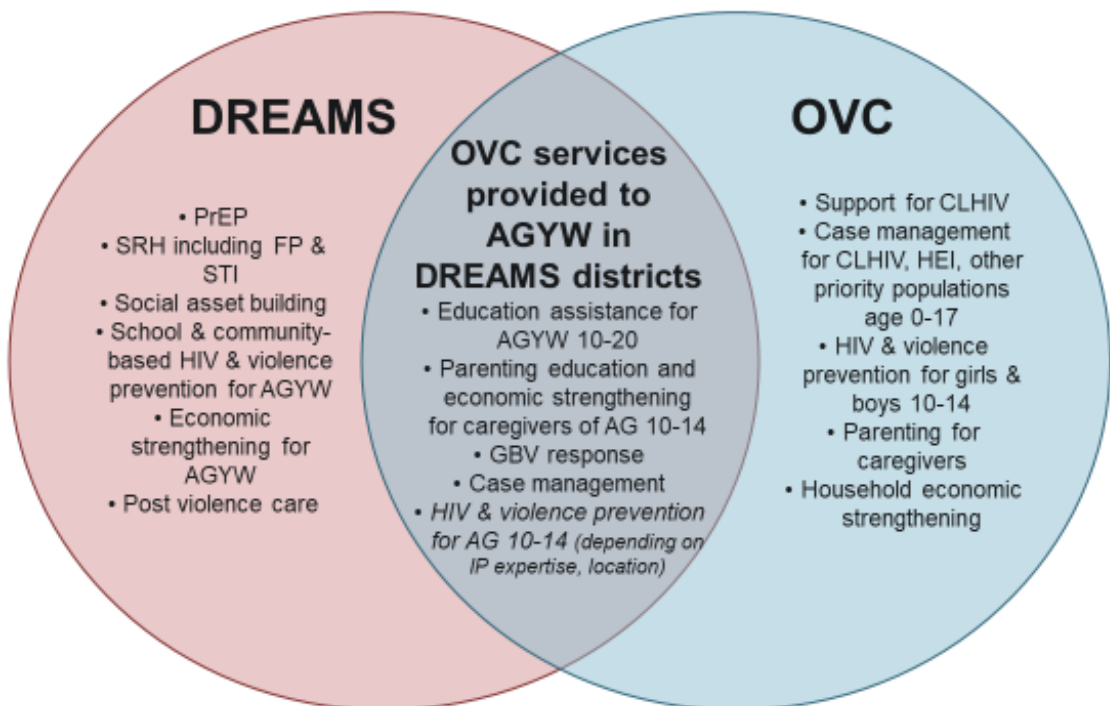 DREAMS
• PrEP
• SRH including FP &
STI
• Social asset building
• School & community-
based HIV & violence
prevention for AGYW
• Economic
strengthening for
AGYW
• Post violence care
OVC services
provided to
AGYW in
DREAMS districts
• Education assistance for
AGYW 10-20
• Parenting education and
economic strengthening
for caregivers of AG 10-14
• GBV response
• Case management
• HIV & violence prevention
for AG 10-14 (depending on
IP expertise, location)
OVC
• Support for CLHIV
• Case management
for CLHIV, HEI, other
priority populations
age 0-17
• HIV & violence
prevention for girls &
boys 10-14
• Parenting for
caregivers
• Household economic
strengthening